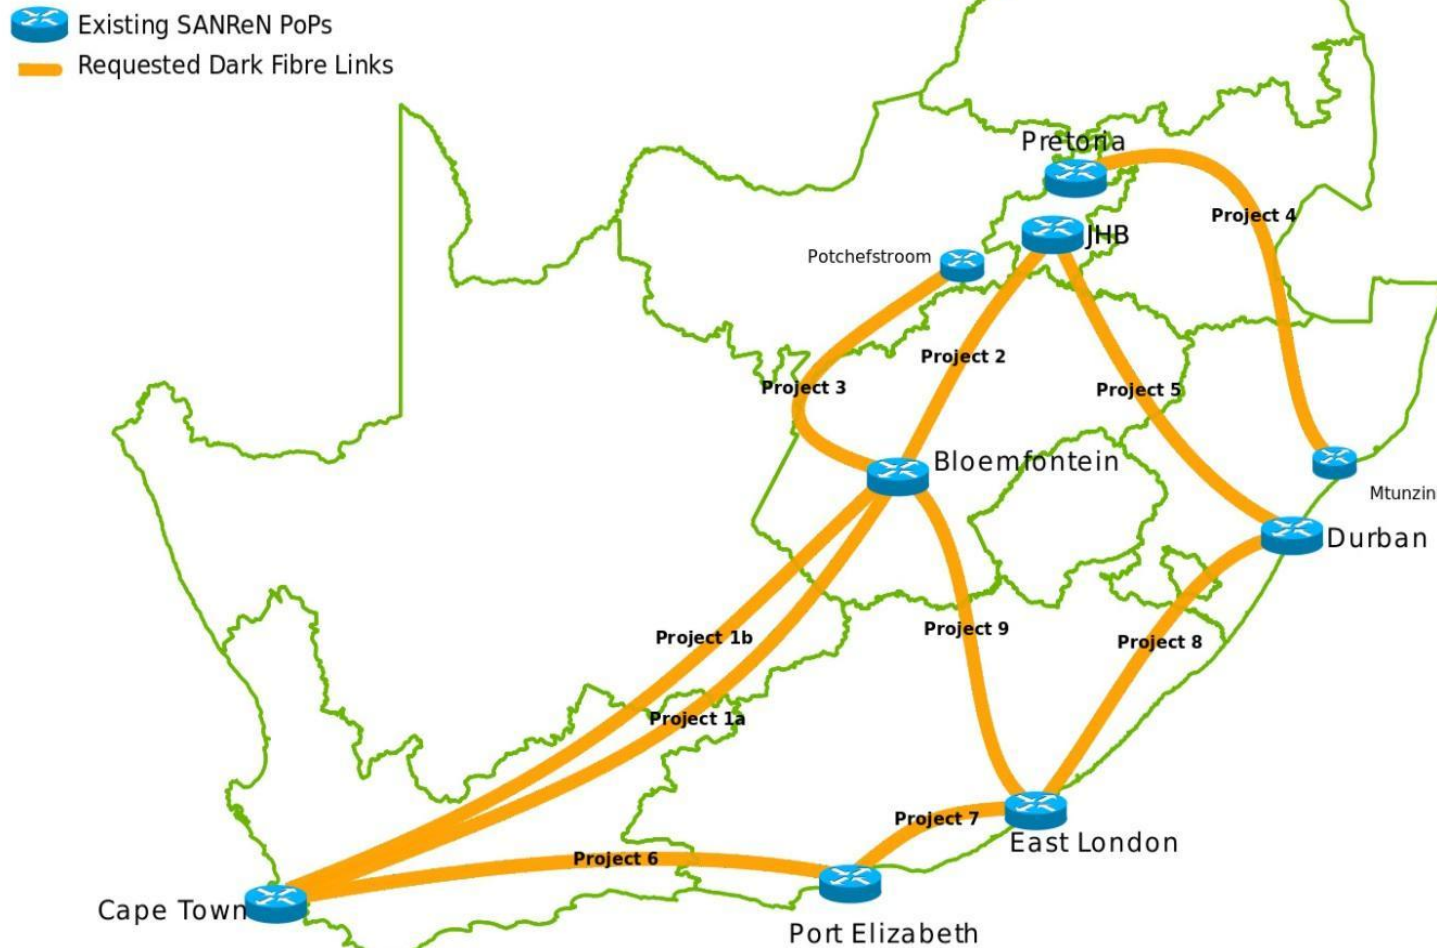 Existing SANReN PoPs
Requested Dark Fibre Links
Pretoria
Project 4
JHB
Potchefstroom
Project 2
Project 3
Project 5
Bloemfontein
Mtunzin
Durban
Project 9
Project 1b
Project 8
Project 1a
Project 7
East London
Project 6
Cape Town
Port Elizabeth